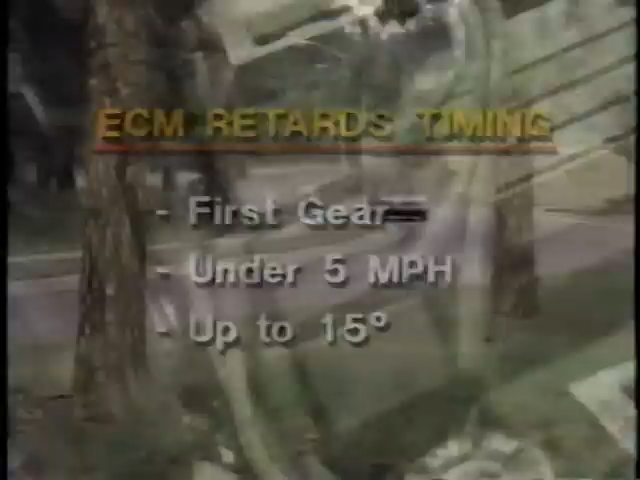 ECM RETARDS TIMING
- First Gear
- Under 5 MPH
- Up to 15°